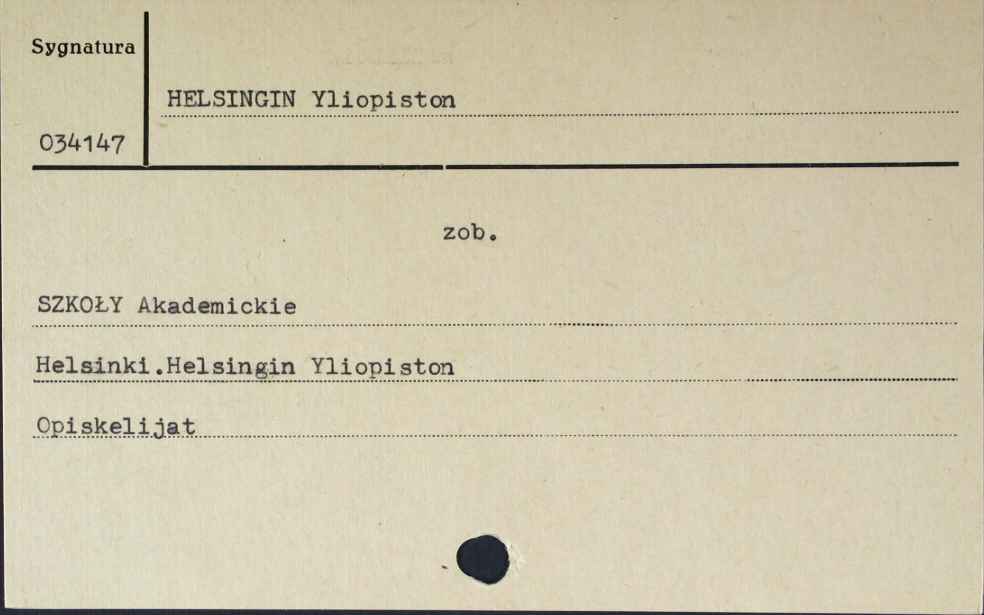 Sygnatura
HELSINGIN Yliopiston
034147
zob.
SZKOŁY Akademickie
Helsinki.Helsingin Yliopiston
Opiskelijat